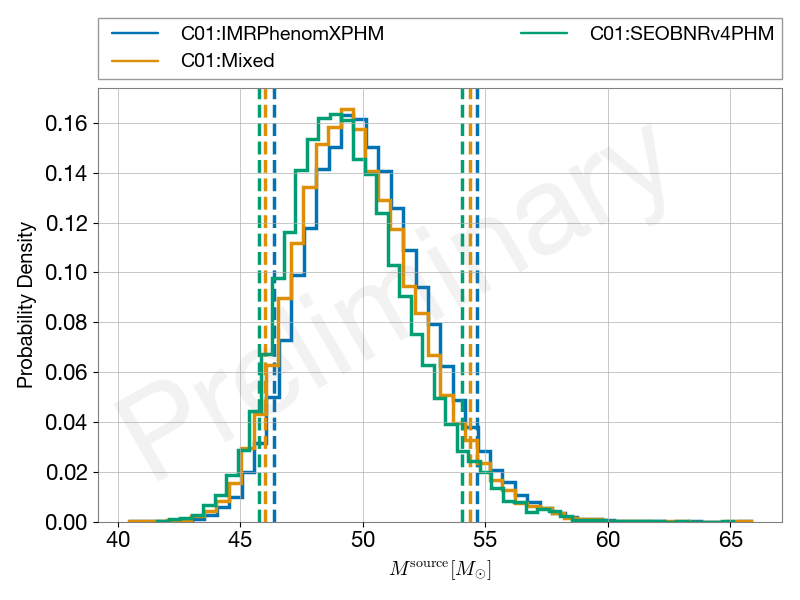 C01:IMRPhenomXPHM C01:SEOBNRv4PHM
C01:Mixed
Preliminary
Probability Density
0.16
0.14
0.12
0.10
0.08
0.06
0.04
0.02
0.00
40 45 50 55 60 65
M^source [M_⊙]